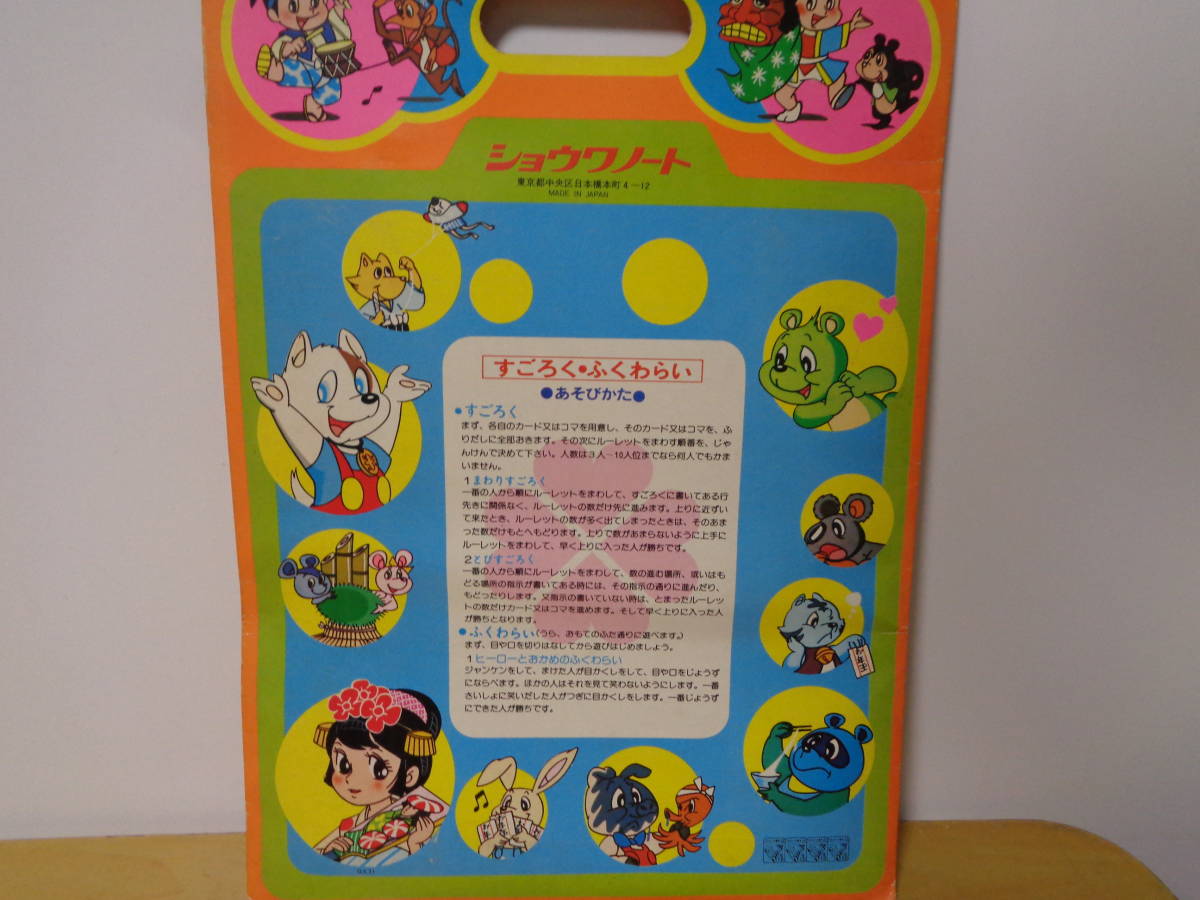 ショウワノート
東京都中央区日本橋本町4-12
MADE IN JAPAN
すごろく・ふくわらい
●あそびかた●
●すごろく
まず、各自のカード又はコマを用意し、そのカード又はコマを、ふ
りだしに全部おきます。その次にルーレットをまわす順番を、じゃ
んけんで決めて下さい。人数は3人~10人位までなら何人でもかま
いません。
1まわりすごろく
一番の人から順にルーレットをまわして、すごろくに書いてある行
先きに関係なく、ルーレットの数だけ先に進みます。上りに近ずい
て来たとき、ルーレットの数が多く出てしまったときは、そのあま
った数だけもとへもどります。上りで数があまらないように上手に
ルーレットをまわして、早く上りに入った人が勝ちです。
2とびすごろく
一番の人から順にルーレットをまわして、数の進む場所、或いはも
どる場所の指示が書いてある時には、その指示の通りに進んだり、
もどったりします。又指示の書いていない時は、とまったルーレッ
トの数だけカード又はコマを進めます。そして早く上りに入った人
が勝ちとなります。
●ふくわらい(うら、おもてのふた通りに遊べます。)
まず、目や口を切りはなしてから遊びはじめましょう。
1ヒーローとおかめのふくわらい
ジャンケンをして、まけた人が目かくしをして、目や口をじょうず
にならべます。ほかの人はそれを見て笑わないようにします。一番
さいしょに笑いだした人がつぎに目かくしをします。一番じょうず
にできた人が勝ちです。
お年玉